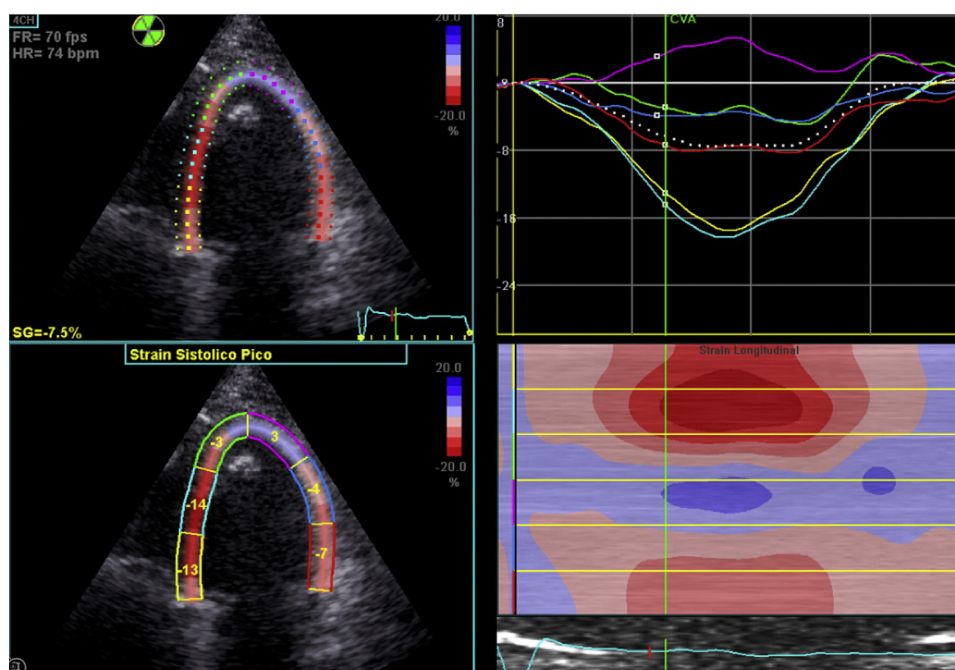 4CH
FR= 70 fps
HR= 74 bpm
20.0
-20.0
%
SG=-7.5%
8
CVA
-8
-16
-24
Strain Sistolico Pico
20.0
-20.0
%
-3
3
-14
-4
-13
-7
Strain Longitudinal